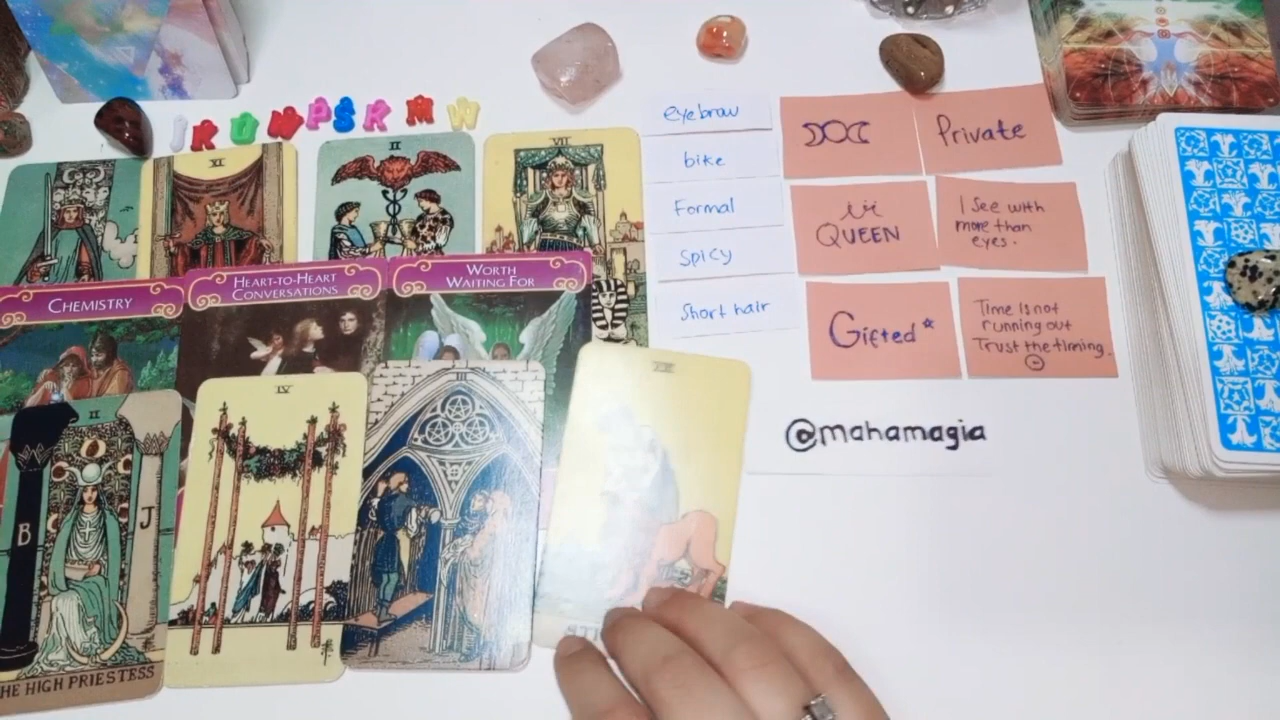 K U W P S K M W
XI
II
VII
CHEMISTRY
HEART-TO-HEART
CONVERSATIONS
WORTH
WAITING FOR
eyebrow
bike
Formal
Spicy
Short hair
Private
QUEEN
I See with
more than
eyes.
Gifted*
Time is not
running out
Trust the timing.
@mahamagia
II
B
J
HE HIGH PRIESTESS
IV
III